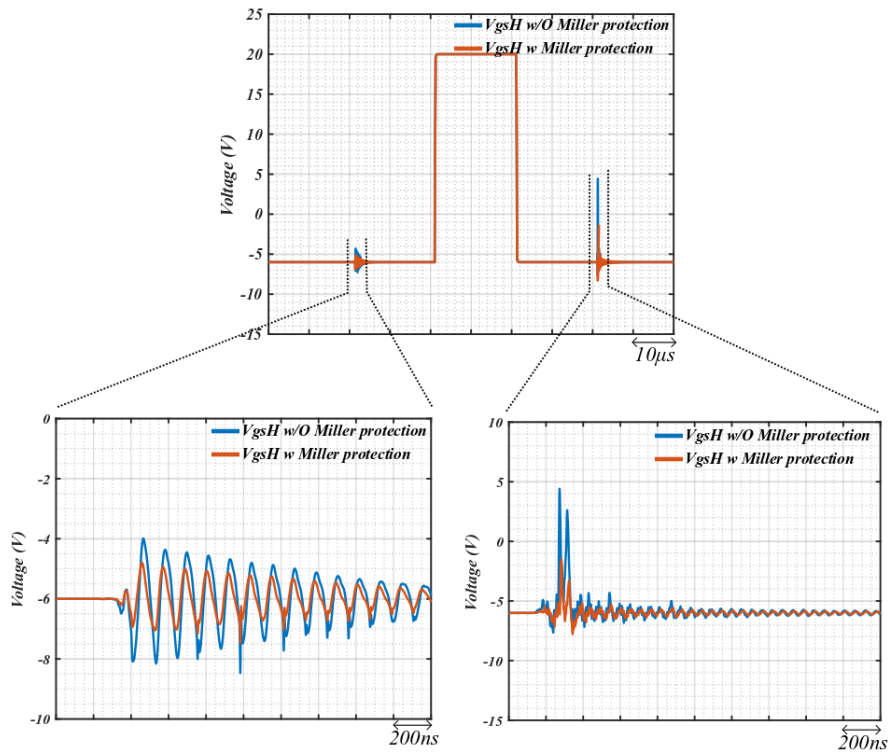 25
VgsH w/O Miller protection
VgsH w Miller protection
20
15
10
5
0
-5
-10
-15
Voltage (V)
10μs
0
VgsH w/O Miller protection
VgsH w Miller protection
-2
-4
-6
-8
-10
Voltage (V)
200ns
10
VgsH w/O Miller protection
VgsH w Miller protection
5
0
-5
-10
-15
Voltage (V)
200ns